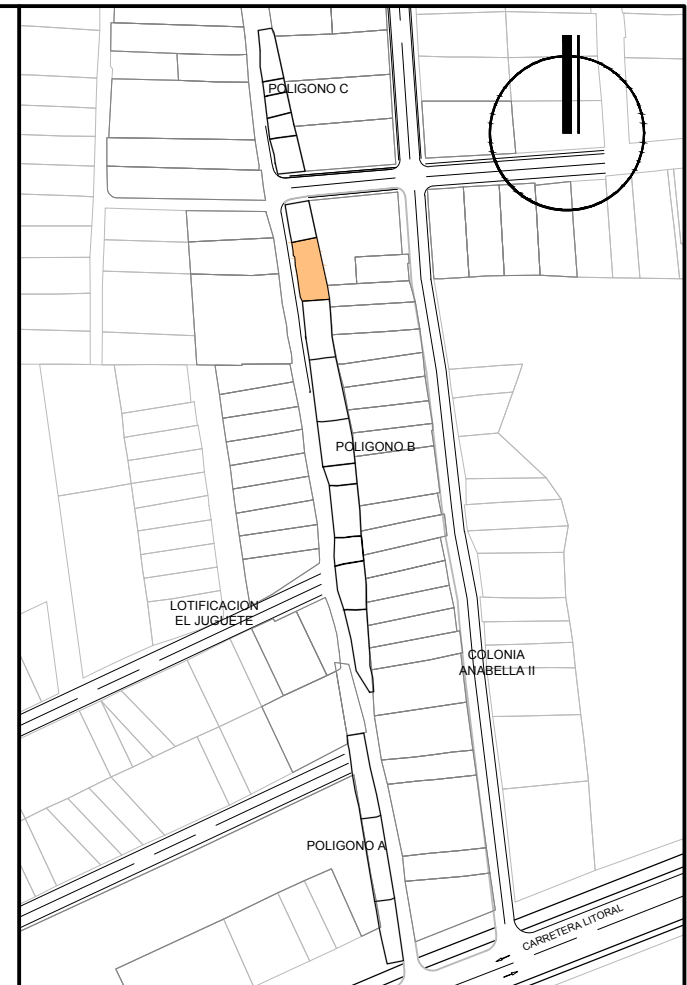 POLIGONO C
POLIGONO B
LOTIFICACION
EL JUGUETE
COLONIA
ANABELLA II
POLIGONO A
CARRETERA LITORAL